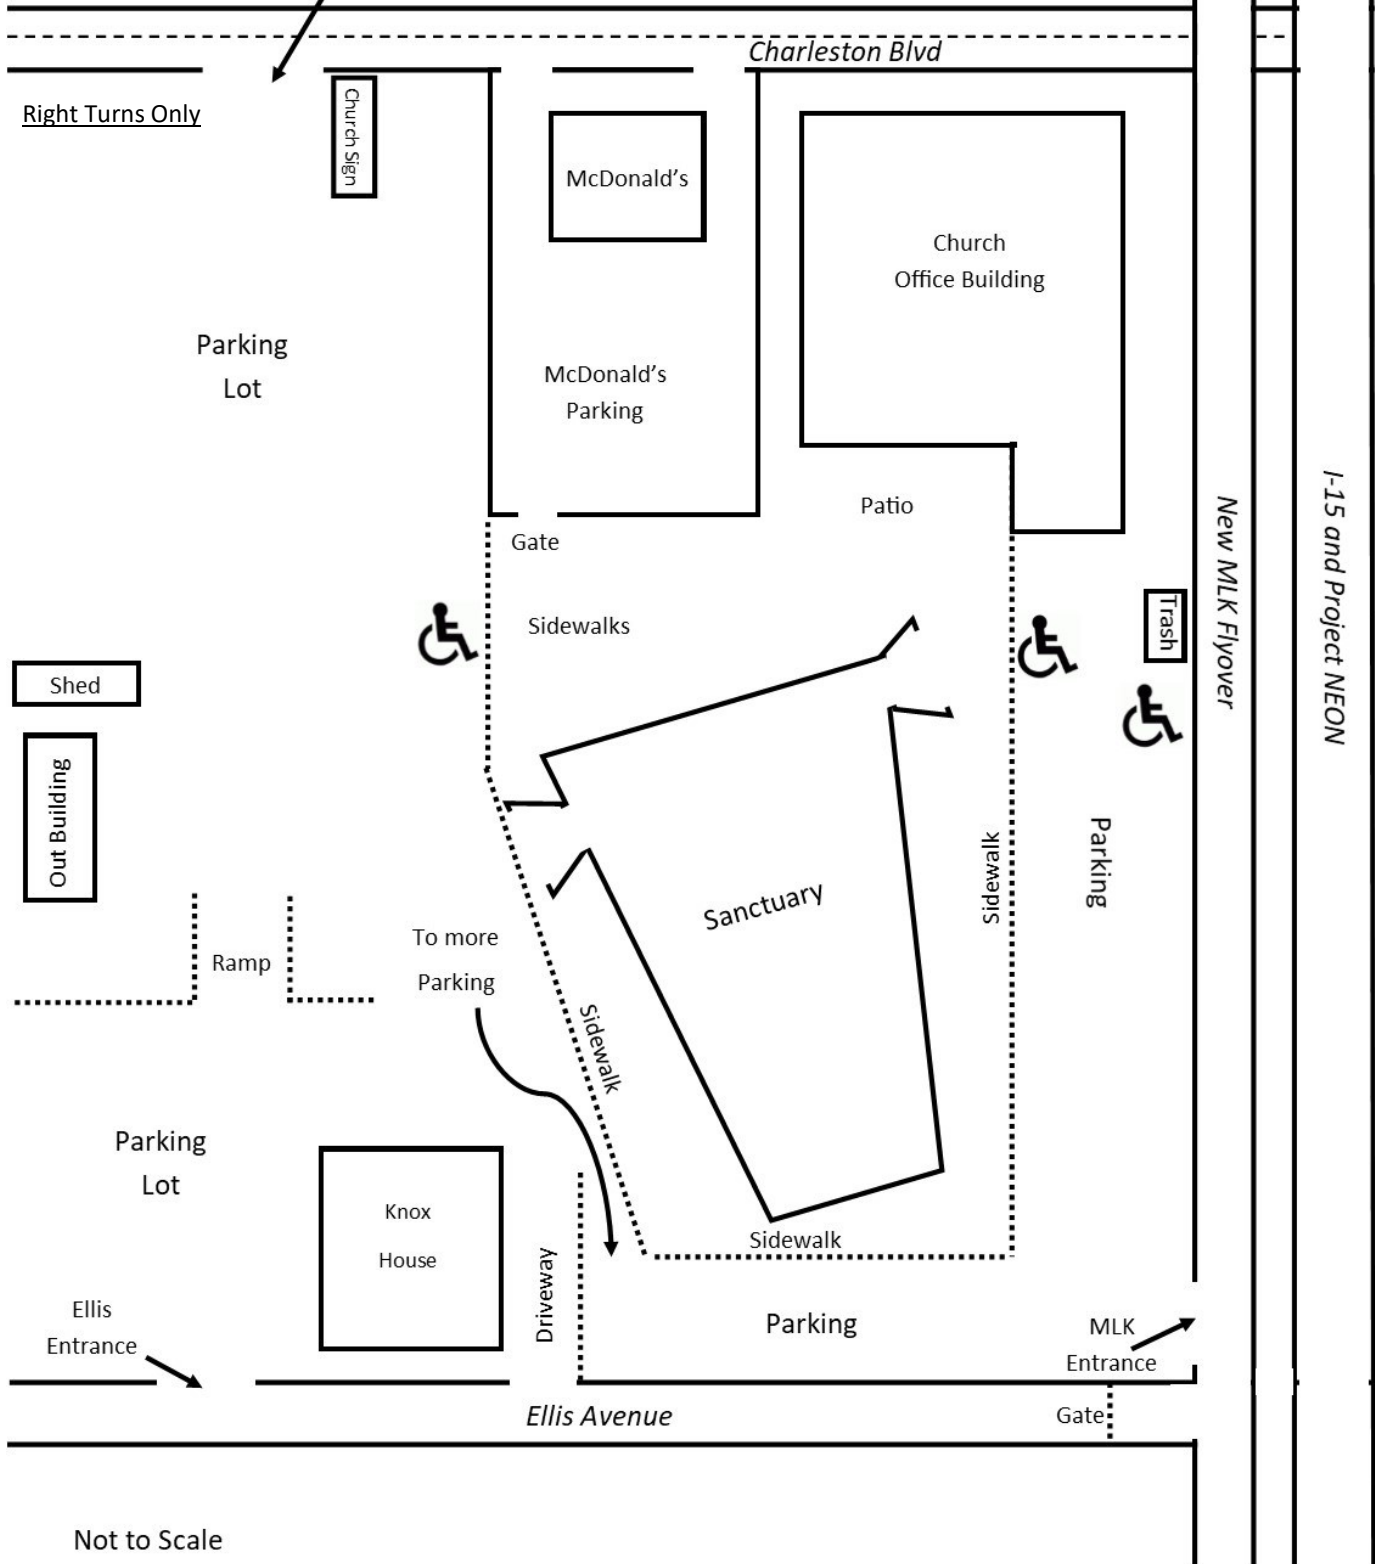 Charleston Blvd
Right Turns Only
Church Sign
McDonald's
Church
Office Building
Parking
Lot
McDonald's
Parking
Patio
Gate
New MLK Flyover
I-15 and Project NEON
Sidewalks
Trash
Shed
Out Building
Parking
Sidewalk
Sanctuary
To more
Parking
Ramp
Sidewalk
Parking
Lot
Knox
House
Sidewalk
Driveway
Ellis
Entrance
Parking
MLK
Entrance
Ellis Avenue
Gate
Not to Scale